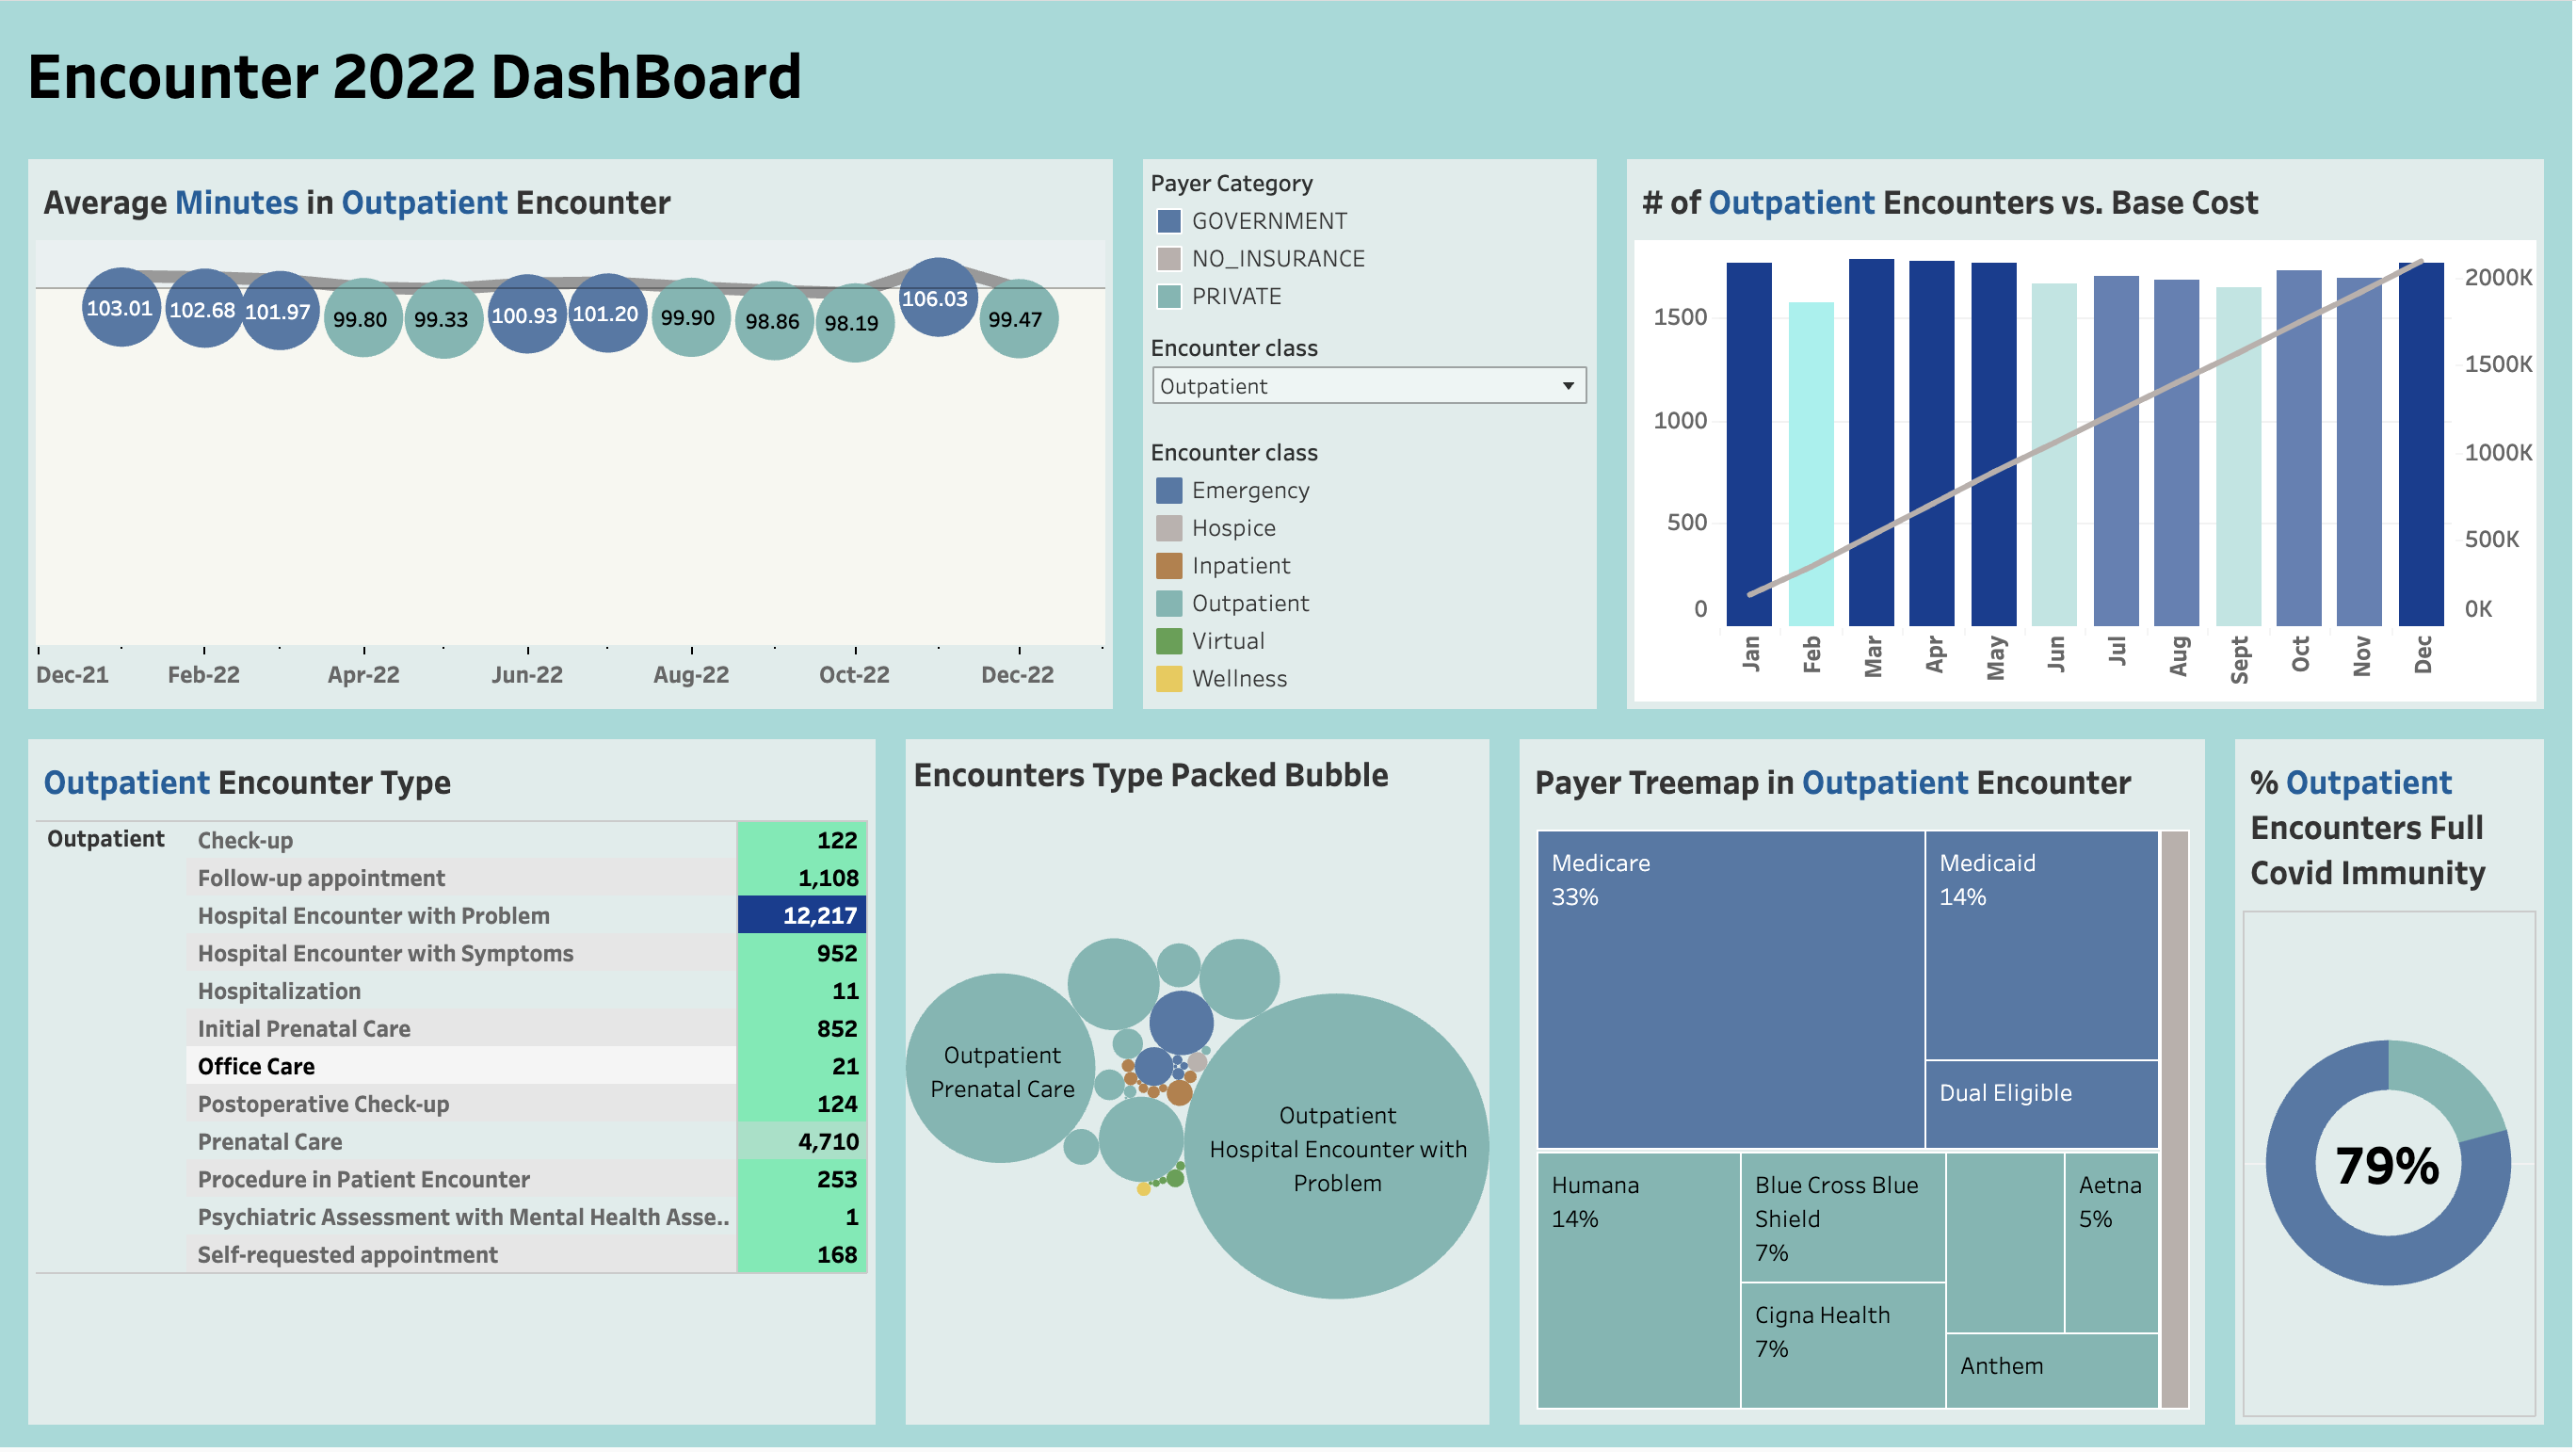 Encounter 2022 DashBoard
Average Minutes in Outpatient Encounter
103.01
102.68
101.97
99.80
99.33
100.93
101.20
99.90
98.86
98.19
106.03
99.47
Dec-21
Feb-22
Apr-22
Jun-22
Aug-22
Oct-22
Dec-22
Payer Category
GOVERNMENT
NO_INSURANCE
PRIVATE
Encounter class
Outpatient
Encounter class
Emergency
Hospice
Inpatient
Outpatient
Virtual
Wellness
# of Outpatient Encounters vs. Base Cost
1500
1000
500
0
2000K
1500K
1000K
500K
0K
Jan
Feb
Mar
Apr
May
Jun
Jul
Aug
Sept
Oct
Nov
Dec
Outpatient Encounter Type
Outpatient
Check-up 122
Follow-up appointment 1,108
Hospital Encounter with Problem 12,217
Hospital Encounter with Symptoms 952
Hospitalization 11
Initial Prenatal Care 852
Office Care 21
Postoperative Check-up 124
Prenatal Care 4,710
Procedure in Patient Encounter 253
Psychiatric Assessment with Mental Health Asse.. 1
Self-requested appointment 168
Encounters Type Packed Bubble
Outpatient
Prenatal Care
Outpatient
Hospital Encounter with
Problem
Payer Treemap in Outpatient Encounter
Medicare
33%
Medicaid
14%
Dual Eligible
Humana
14%
Blue Cross Blue
Shield
7%
Cigna Health
7%
Aetna
5%
Anthem
% Outpatient
Encounters Full
Covid Immunity
79%